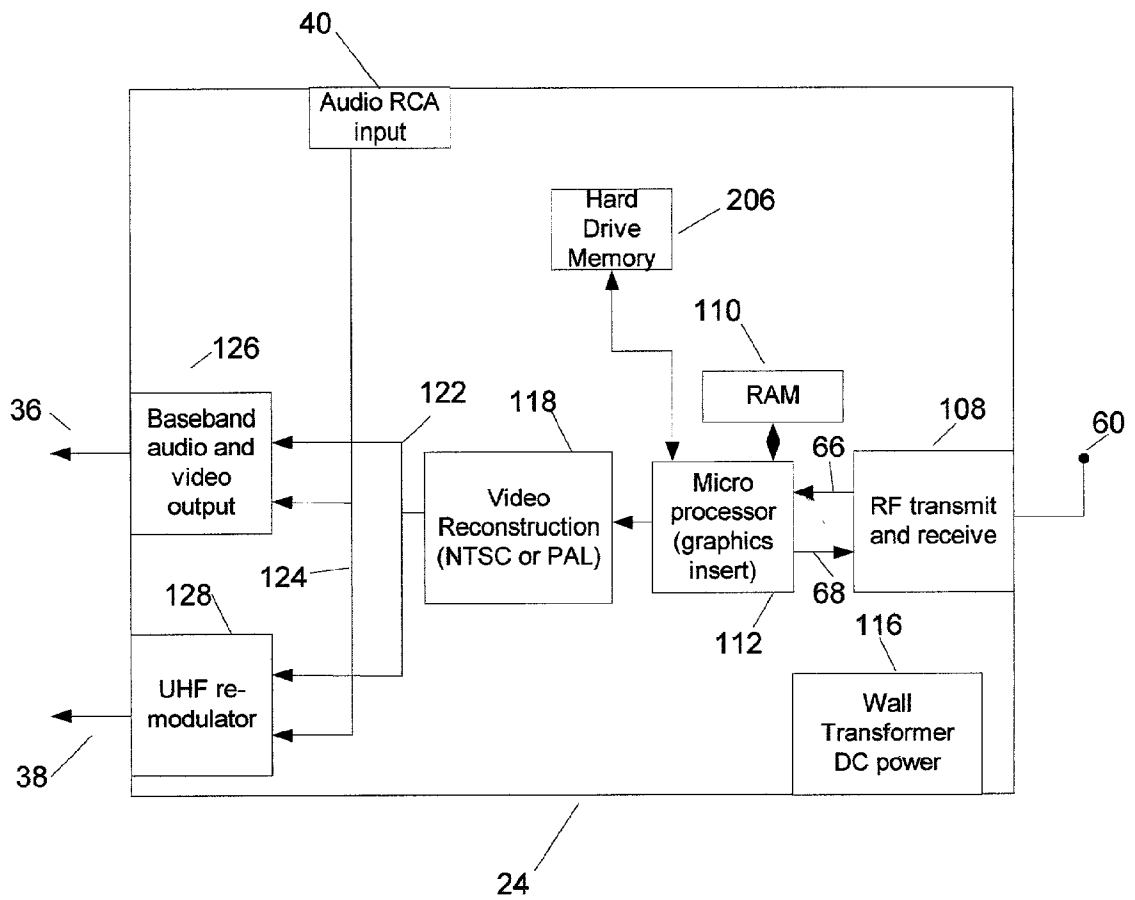 40
Audio RCA
input
Hard
Drive
Memory
206
110
RAM
126
36
Baseband
audio and
video
output
122
118
Video
Reconstruction
(NTSC or PAL)
Micro
processor
(graphics
insert)
66
68
108
RF transmit
and receive
60
124
128
112
116
UHF re-
modulator
Wall
Transformer
DC power
38
24